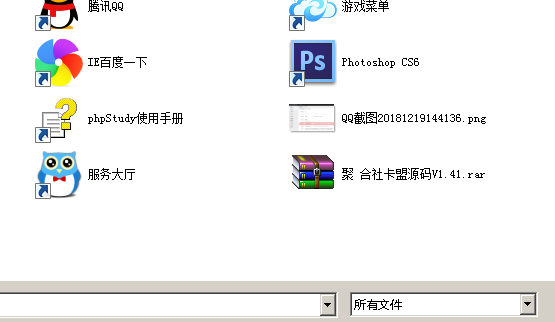 腾讯QQ
游戏菜单
IE百度一下
Ps
Photoshop CS6
phpStudy使用手册
QQ截图20181219144136.png
服务大厅
聚 合社卡盟源码V1.41.rar
所有文件